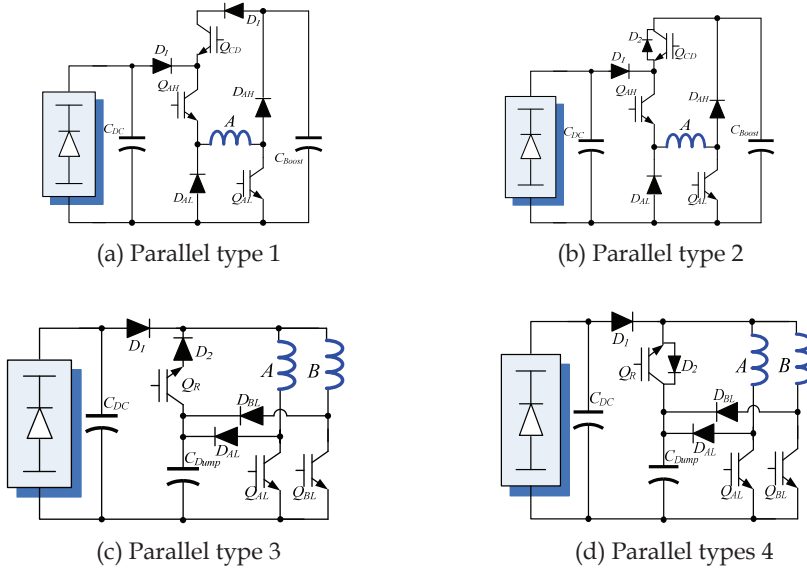 D1
QCD
D1
QAH
DAH
A
CDC
CBoost
DAL
QAL
(a) Parallel type 1
D2
QCD
D1
QAH
DAH
A
CDC
CBoost
DAL
QAL
(b) Parallel type 2
D1
D2
A
B
QR
CDC
DBL
DAL
CDump
QAL
QBL
(c) Parallel type 3
D1
A
B
QR
D2
CDC
DBL
DAL
CDump
QAL
QBL
(d) Parallel types 4